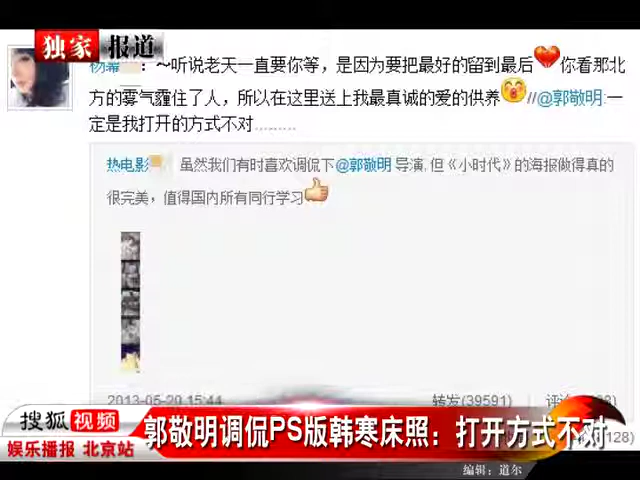 独家 报道
杨幂：～听说老天一直要你等，是因为要把最好的留到最后 你看那北
方的雾气霾住了人，所以在这里送上我最真诚的爱的供养 //@郭敬明:一
定是我打开的方式不对.........
热电影 虽然我们有时喜欢调侃下@郭敬明 导演,但《小时代》的海报做得真的
很完美，值得国内所有同行学习
2013-05-29 15:44 转发(39591)
搜狐视频
娱乐播报 北京站
郭敬明调侃PS版韩寒床照：打开方式不对
编辑：道尔